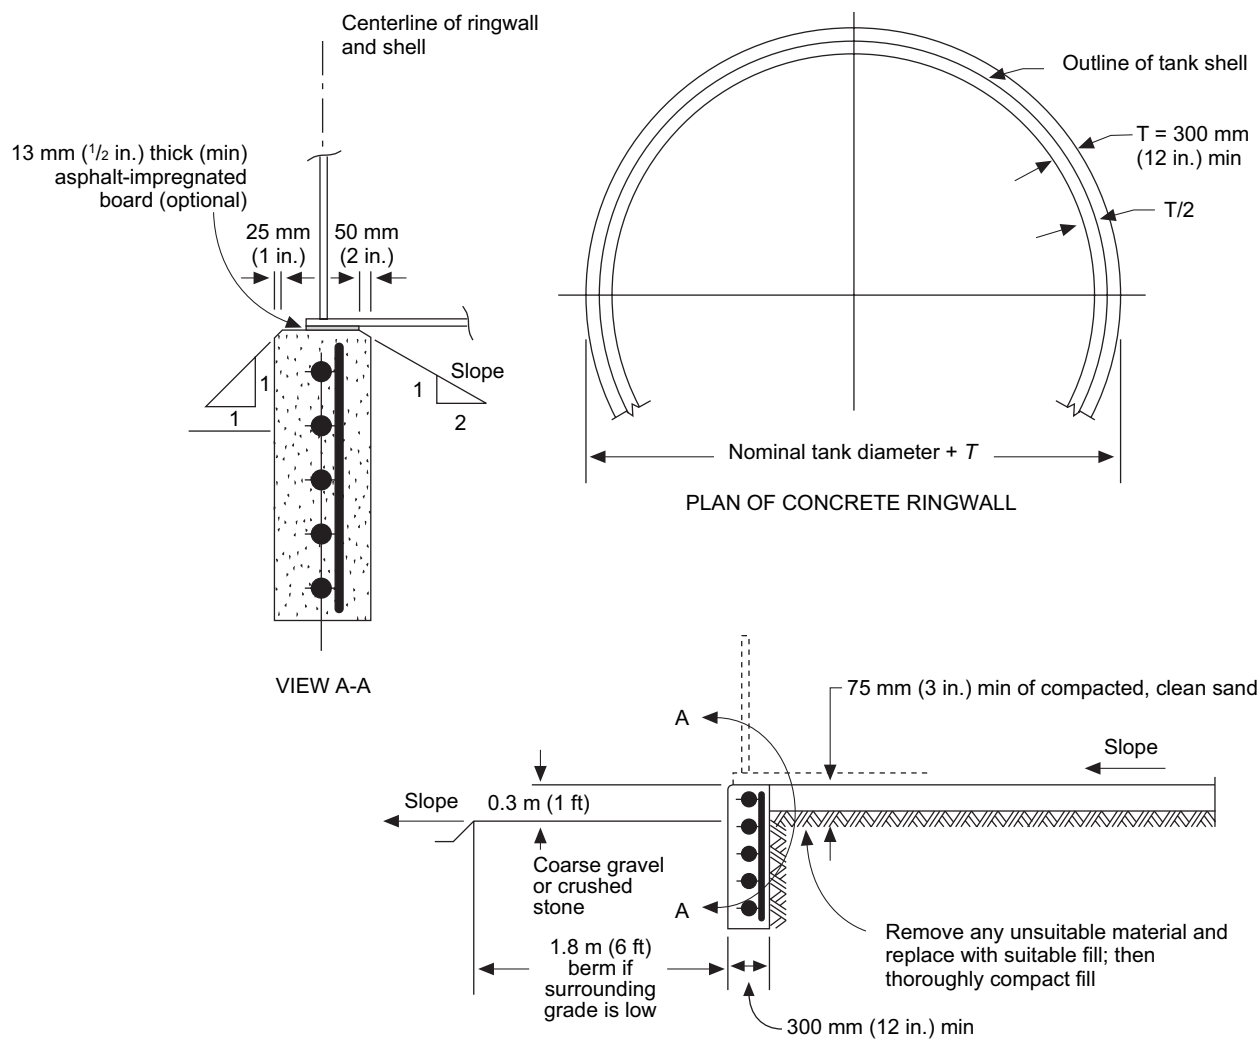 Centerline of ringwall
and shell
13 mm (1/2 in.) thick (min)
asphalt-impregnated
board (optional)
25 mm
(1 in.)
50 mm
(2 in.)
1
1
Slope
1
2
VIEW A-A
Outline of tank shell
T = 300 mm
(12 in.) min
T/2
Nominal tank diameter + T
PLAN OF CONCRETE RINGWALL
75 mm (3 in.) min of compacted, clean sand
A
Slope
Slope
0.3 m (1 ft)
Coarse gravel
or crushed
stone
A
1.8 m (6 ft)
berm if
surrounding
grade is low
Remove any unsuitable material and
replace with suitable fill; then
thoroughly compact fill
300 mm (12 in.) min